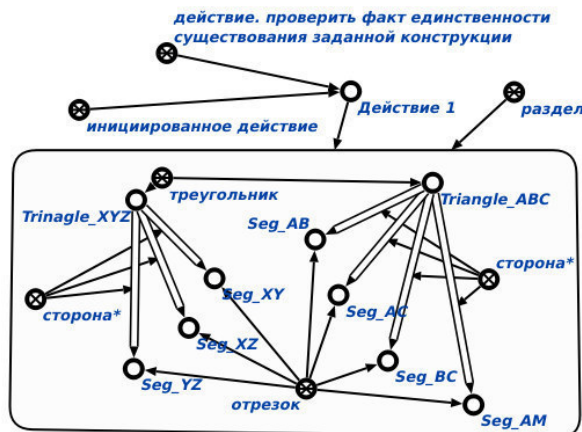 действие. проверить факт единственности
существования заданной конструкции
Действие 1
раздел
инициированное действие
треугольник
Trinagle_XYZ
Triangle_ABC
Seg_AB
сторона*
Seg_XY
Seg_AC
сторона*
Seg_XZ
Seg_BC
Seg_YZ
отрезок
Seg_AM